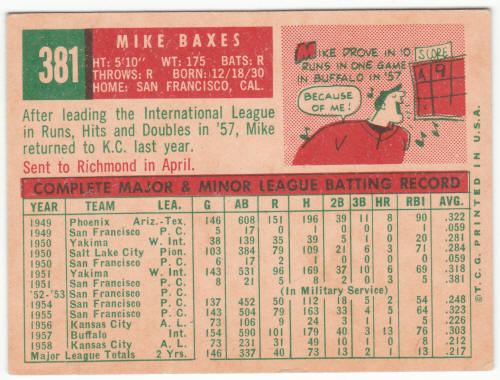 381
MIKE BAXES
HT: 5'10" WT: 175 BATS: R
THROWS: R BORN: 12/18/30
HOME: SAN FRANCISCO, CAL.
After leading the International League
in Runs, Hits and Doubles in '57, Mike
returned to K.C. last year.
Sent to Richmond in April.
MIKE DROVE IN 10
RUNS IN ONE GAME
IN BUFFALO IN '57
SCORE
A 9
BECAUSE
OF ME!
COMPLETE MAJOR & MINOR LEAGUE BATTING RECORD
YEAR TEAM LEA. G AB R H 2B 3B HR RBI AVG.
1949 Phoenix Ariz.-Tex. 146 608 151 196 39 11 8 90 .322
1949 San Francisco P. C. 5 17 0 1 0 0 0 0 .059
1950 Yakima W. Int. 38 139 35 39 5 0 2 20 .281
1950 Salt Lake City Pion. 103 384 79 109 21 6 3 71 .284
1950 San Francisco P. C. 6 17 2 1 0 0 0 0 .059
1951 Yakima W. Int. 146 531 116 169 37 10 6 69 .318
1951 San Francisco P. C. 8 21 5 8 1 0 0 6 .381
'52-'53 San Francisco P. C. (In Military Service)
1954 San Francisco P. C. 137 452 50 112 22 2 5 54 .248
1955 San Francisco P. C. 154 504 79 163 33 4 5 64 .323
1956 Kansas City A. L. 73 106 9 24 3 1 1 5 .226
1957 Buffalo Int. 154 590 101 179 40 3 13 76 .303
1958 Kansas City A. L. 73 231 31 49 10 1 0 8 .212
Major League Totals 2 Yrs. 146 337 40 73 13 2 1 13 .217
© T.C.G. PRINTED IN U.S.A.